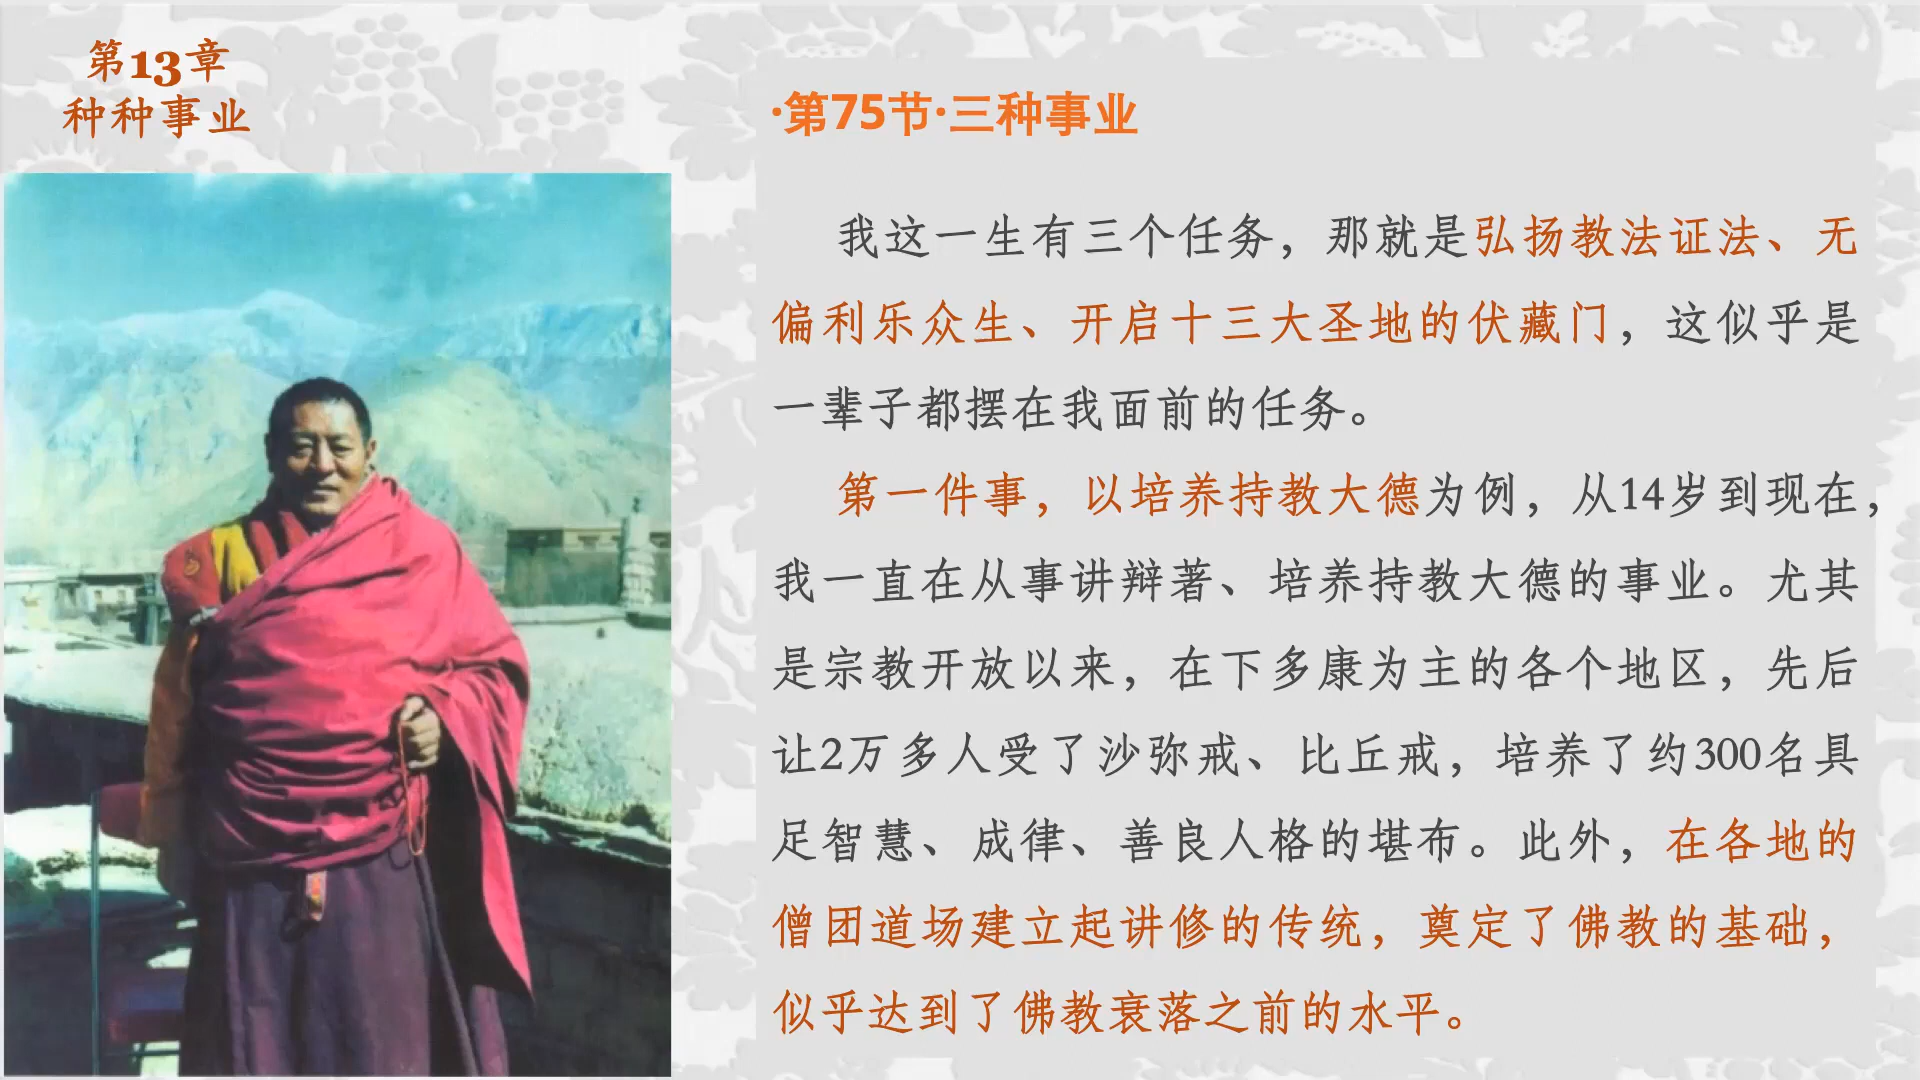 第13章
种种事业
·第75节·三种事业
我这一生有三个任务，那就是弘扬教法证法、无
偏利乐众生、开启十三大圣地的伏藏门，这似乎是
一辈子都摆在我面前的任务。
第一件事，以培养持教大德为例，从14岁到现在，
我一直在从事讲辩著、培养持教大德的事业。尤其
是宗教开放以来，在下多康为主的各个地区，先后
让2万多人受了沙弥戒、比丘戒，培养了约300名具
足智慧、成律、善良人格的堪布。此外，在各地的
僧团道场建立起讲修的传统，奠定了佛教的基础，
似乎达到了佛教衰落之前的水平。